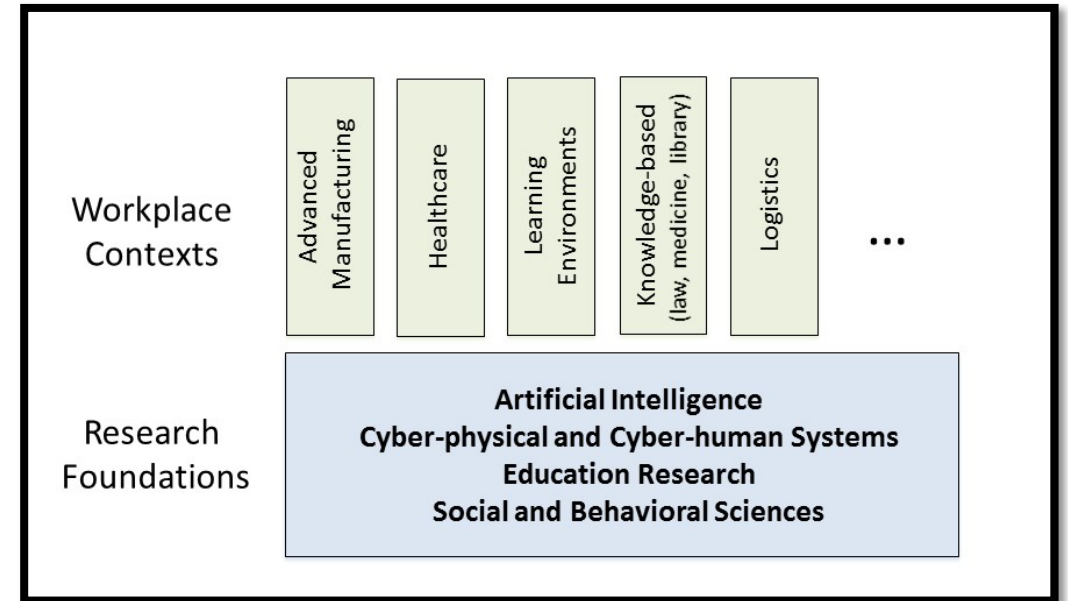 Workplace
Contexts
Advanced
Manufacturing
Healthcare
Learning
Environments
Knowledge-based
(law, medicine, library)
Logistics
...
Research
Foundations
Artificial Intelligence
Cyber-physical and Cyber-human Systems
Education Research
Social and Behavioral Sciences